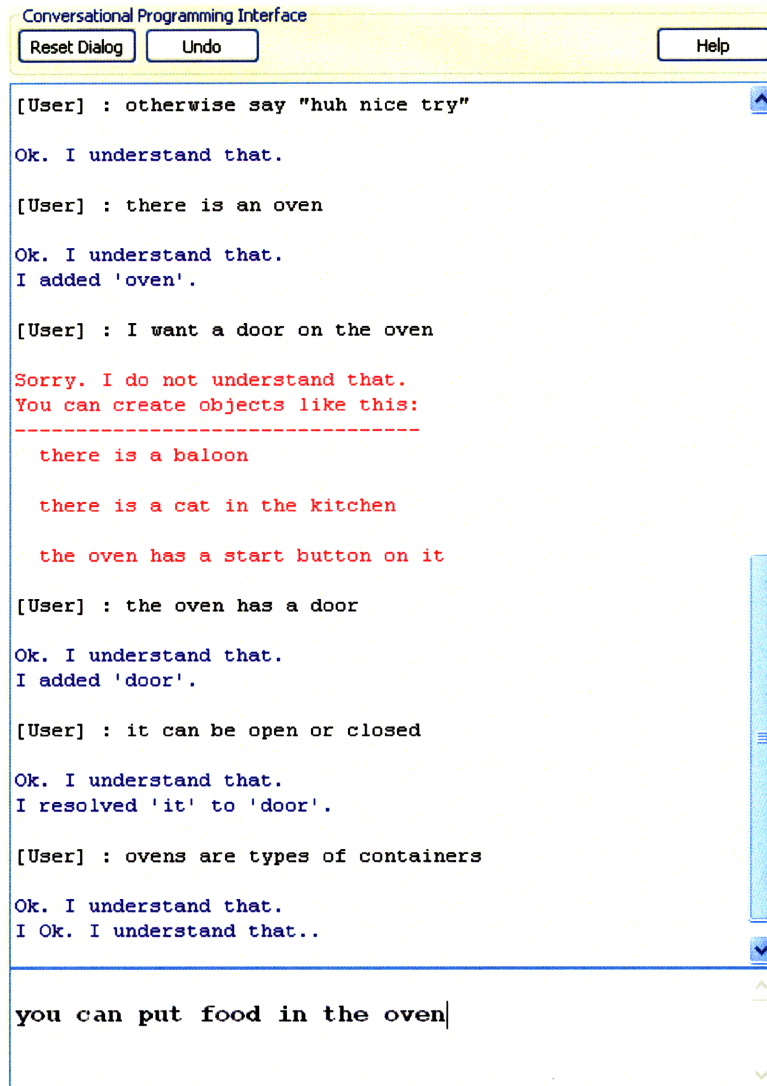 Conversational Programming Interface
Reset Dialog Undo Help
[User] : otherwise say "huh nice try"
Ok. I understand that.
[User] : there is an oven
Ok. I understand that.
I added 'oven'.
[User] : I want a door on the oven
Sorry. I do not understand that.
You can create objects like this:
---------------------------------
there is a baloon
there is a cat in the kitchen
the oven has a start button on it
[User] : the oven has a door
Ok. I understand that.
I added 'door'.
[User] : it can be open or closed
Ok. I understand that.
I resolved 'it' to 'door'.
[User] : ovens are types of containers
Ok. I understand that.
I Ok. I understand that..
you can put food in the oven